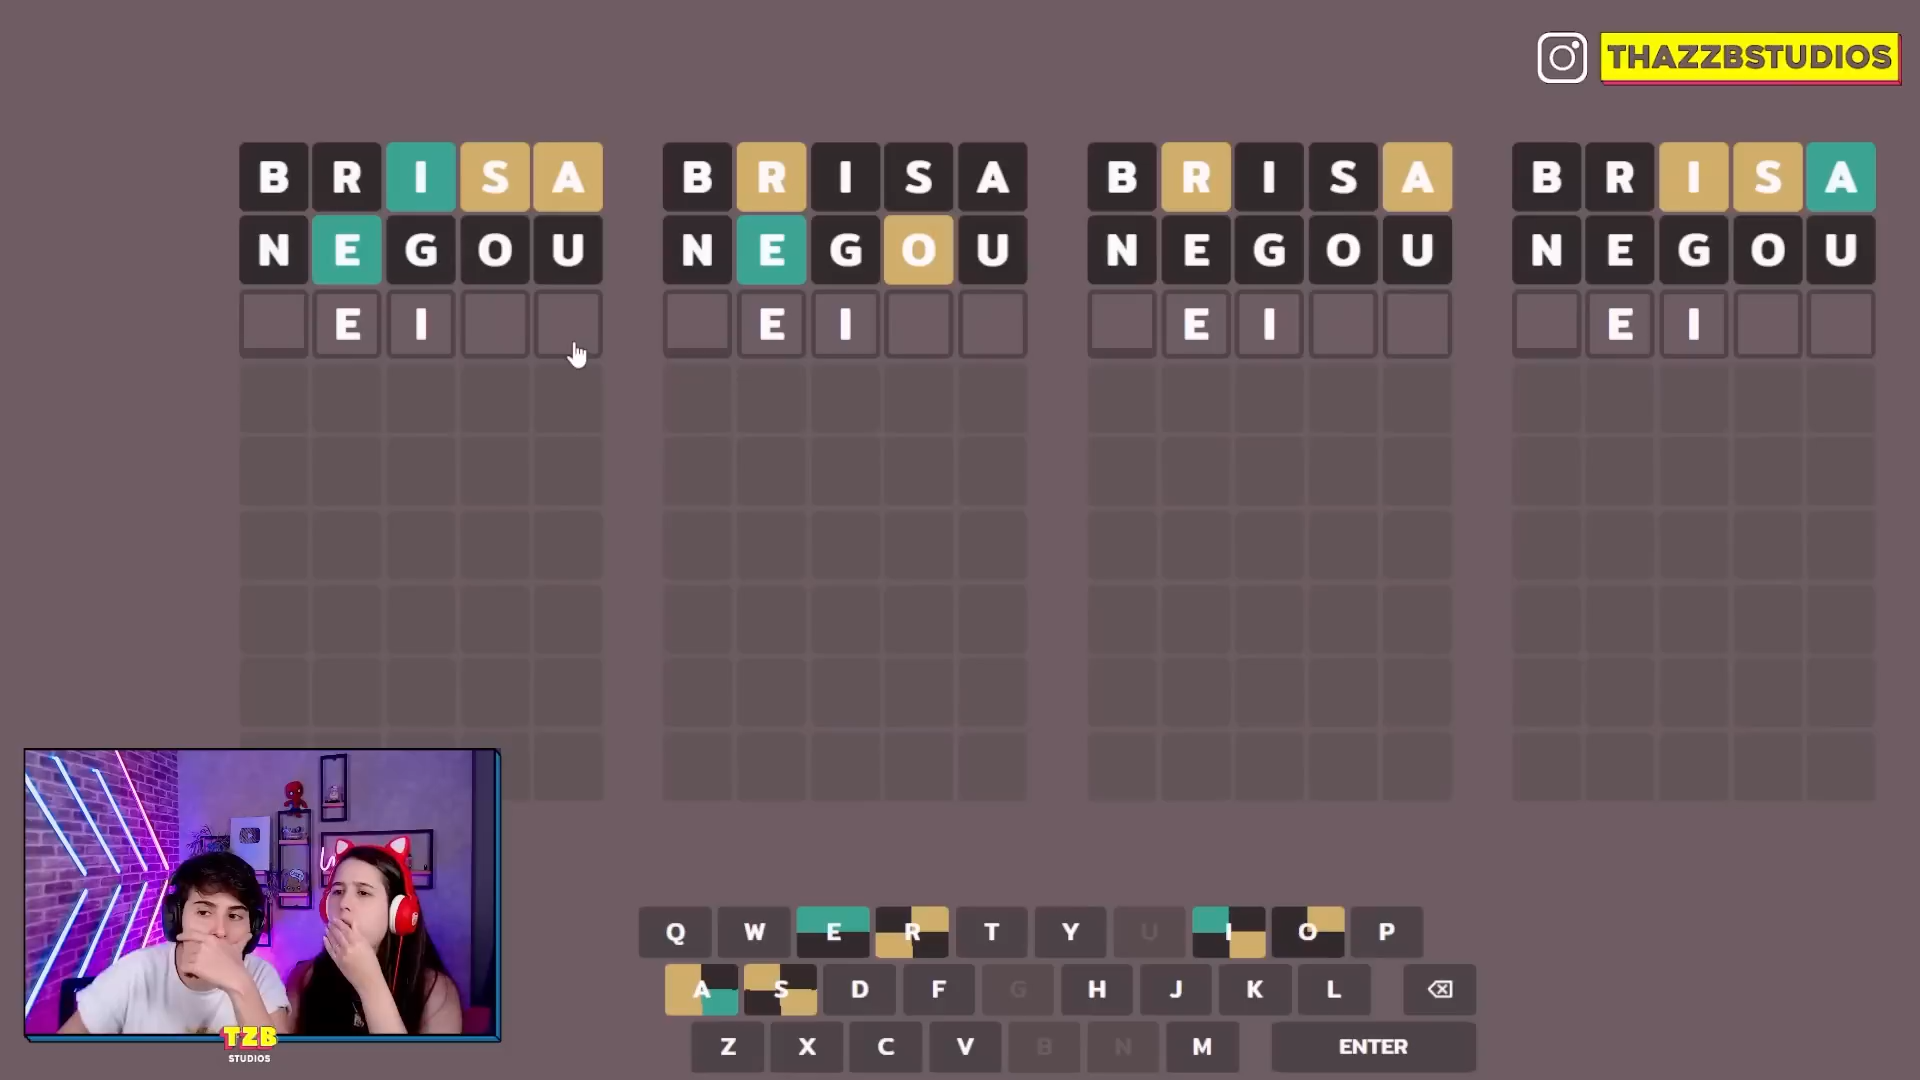 THAZZBSTUDIOS
B R I S A B R I S A B R I S A B R I S A
N E G O U N E G O U N E G O U N E G O U
E I E I E I E I
Q W E R T Y U I O P
A S D F G H J K L
Z X C V B N M ENTER
TZB
STUDIOS